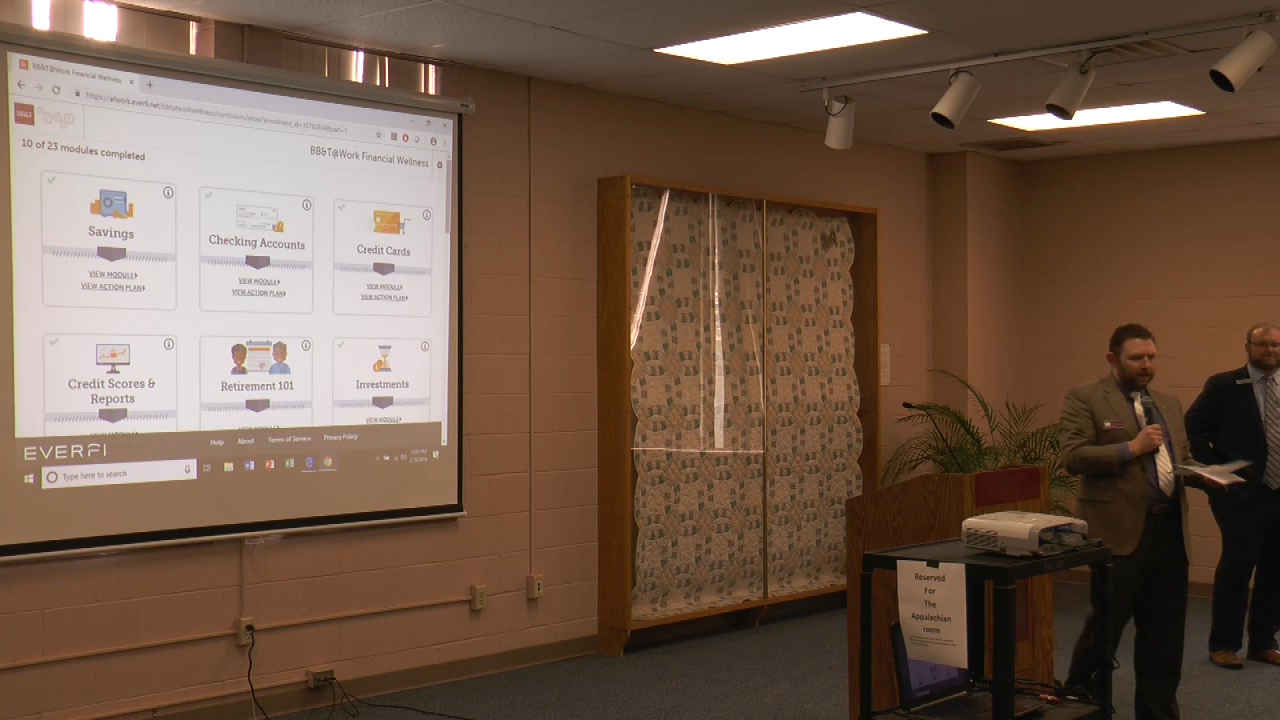 BB&T@Work Financial Wellness
10 of 23 modules completed
BB&T@Work Financial Wellness
Savings
VIEW MODULE
VIEW ACTION PLAN
Checking Accounts
VIEW MODULE
VIEW ACTION PLAN
Credit Cards
VIEW MODULE
VIEW ACTION PLAN
Credit Scores &
Reports
Retirement 101
Investments
VIEW MODULE
EVERFI
Help About Terms of Service Privacy Policy
Type here to search
Reserved
For
The
Appalachian
room